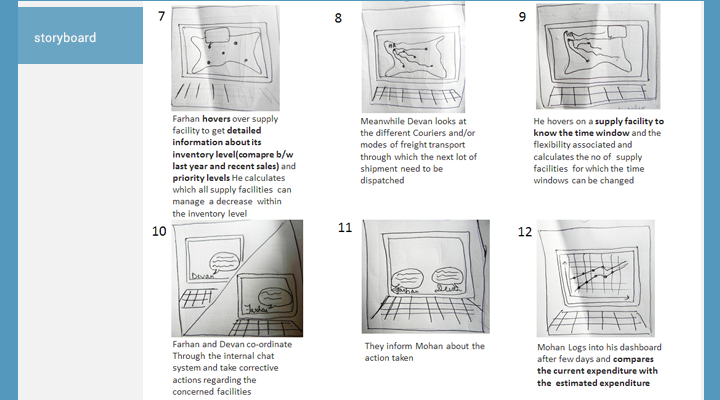 storyboard
7
Farhan hovers over supply
facility to get detailed
information about its
inventory level(comapre b/w
last year and recent sales) and
priority levels He calculates
which all supply facilities can
manage a decrease within
the inventory level
8
Meanwhile Devan looks at
the different Couriers and/or
modes of freight transport
through which the next lot of
shipment need to be
dispatched
9
He hovers on a supply facility to
know the time window and the
flexibility associated and
calculates the no of supply
facilities for which the time
windows can be changed
10
Devan
Farhan
Farhan and Devan co-ordinate
Through the internal chat
system and take corrective
actions regarding the
concerned facilities
11
Farhan
They inform Mohan about the
action taken
12
Mohan Logs into his dashboard
after few days and compares
the current expenditure with
the estimated expenditure